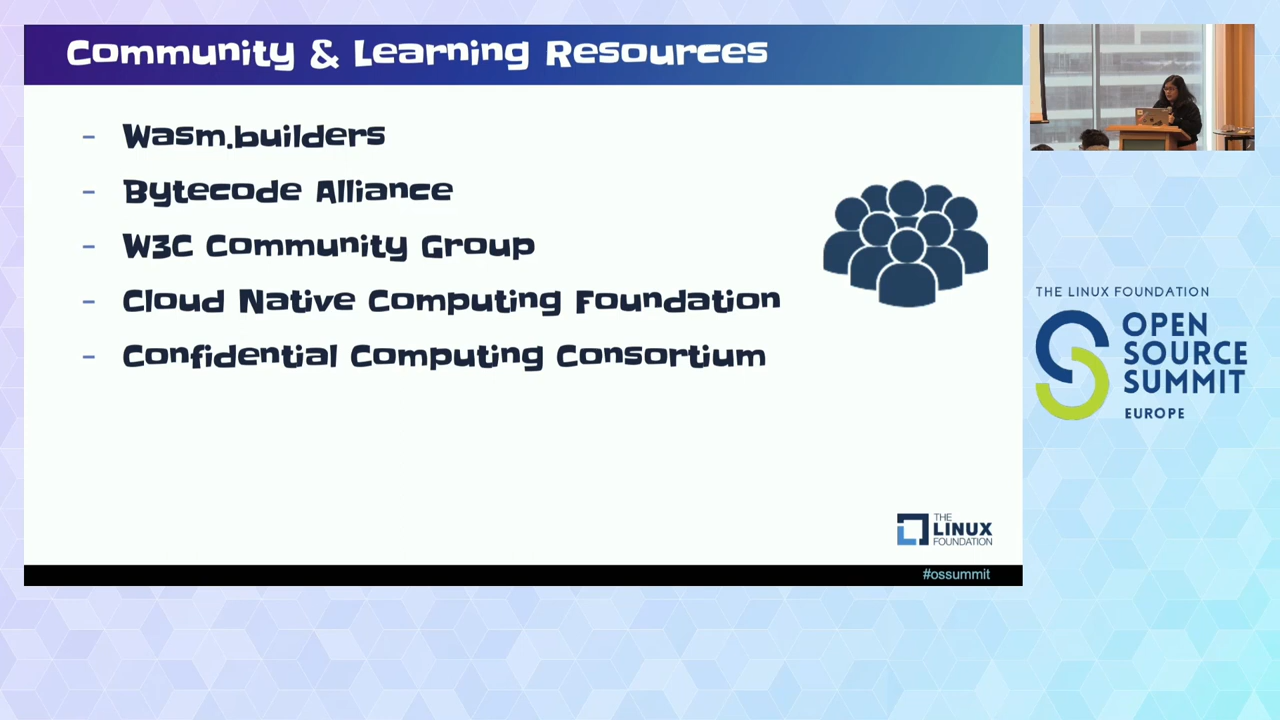 Community & Learning Resources
- Wasm.builders
- Bytecode Alliance
- W3C Community Group
- Cloud Native Computing Foundation
- Confidential Computing Consortium
THE
LINUX
FOUNDATION
#ossummit
THE LINUX FOUNDATION
OPEN
SOURCE
SUMMIT
EUROPE